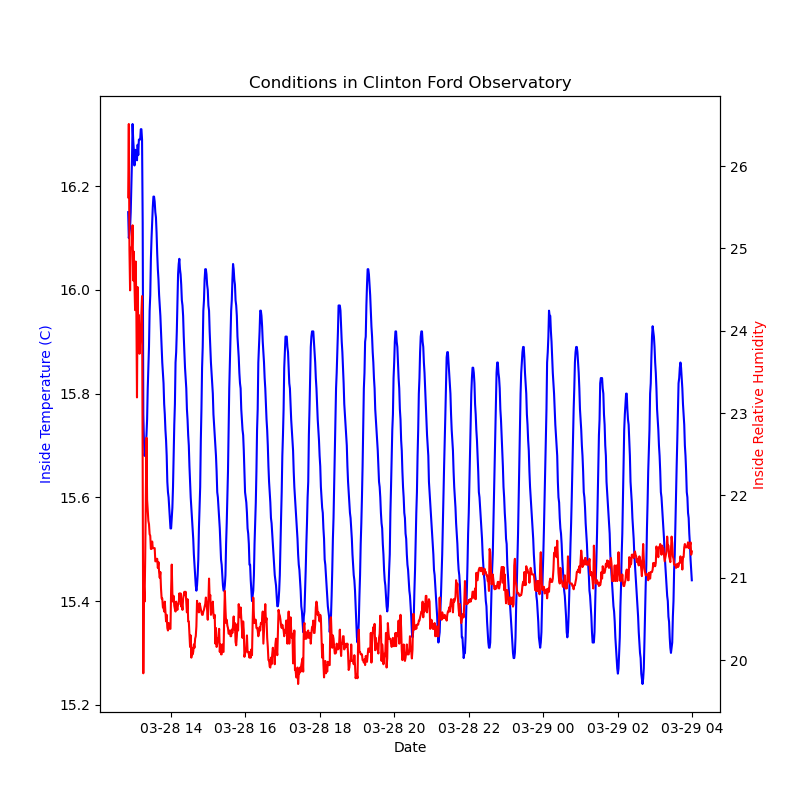 Conditions in Clinton Ford Observatory
Inside Temperature (C)
16.2
16.0
15.8
15.6
15.4
15.2
26
25
24
23
22
21
20
Inside Relative Humidity
03-28 14 03-28 16 03-28 18 03-28 20 03-28 22 03-29 00 03-29 02 03-29 04
Date